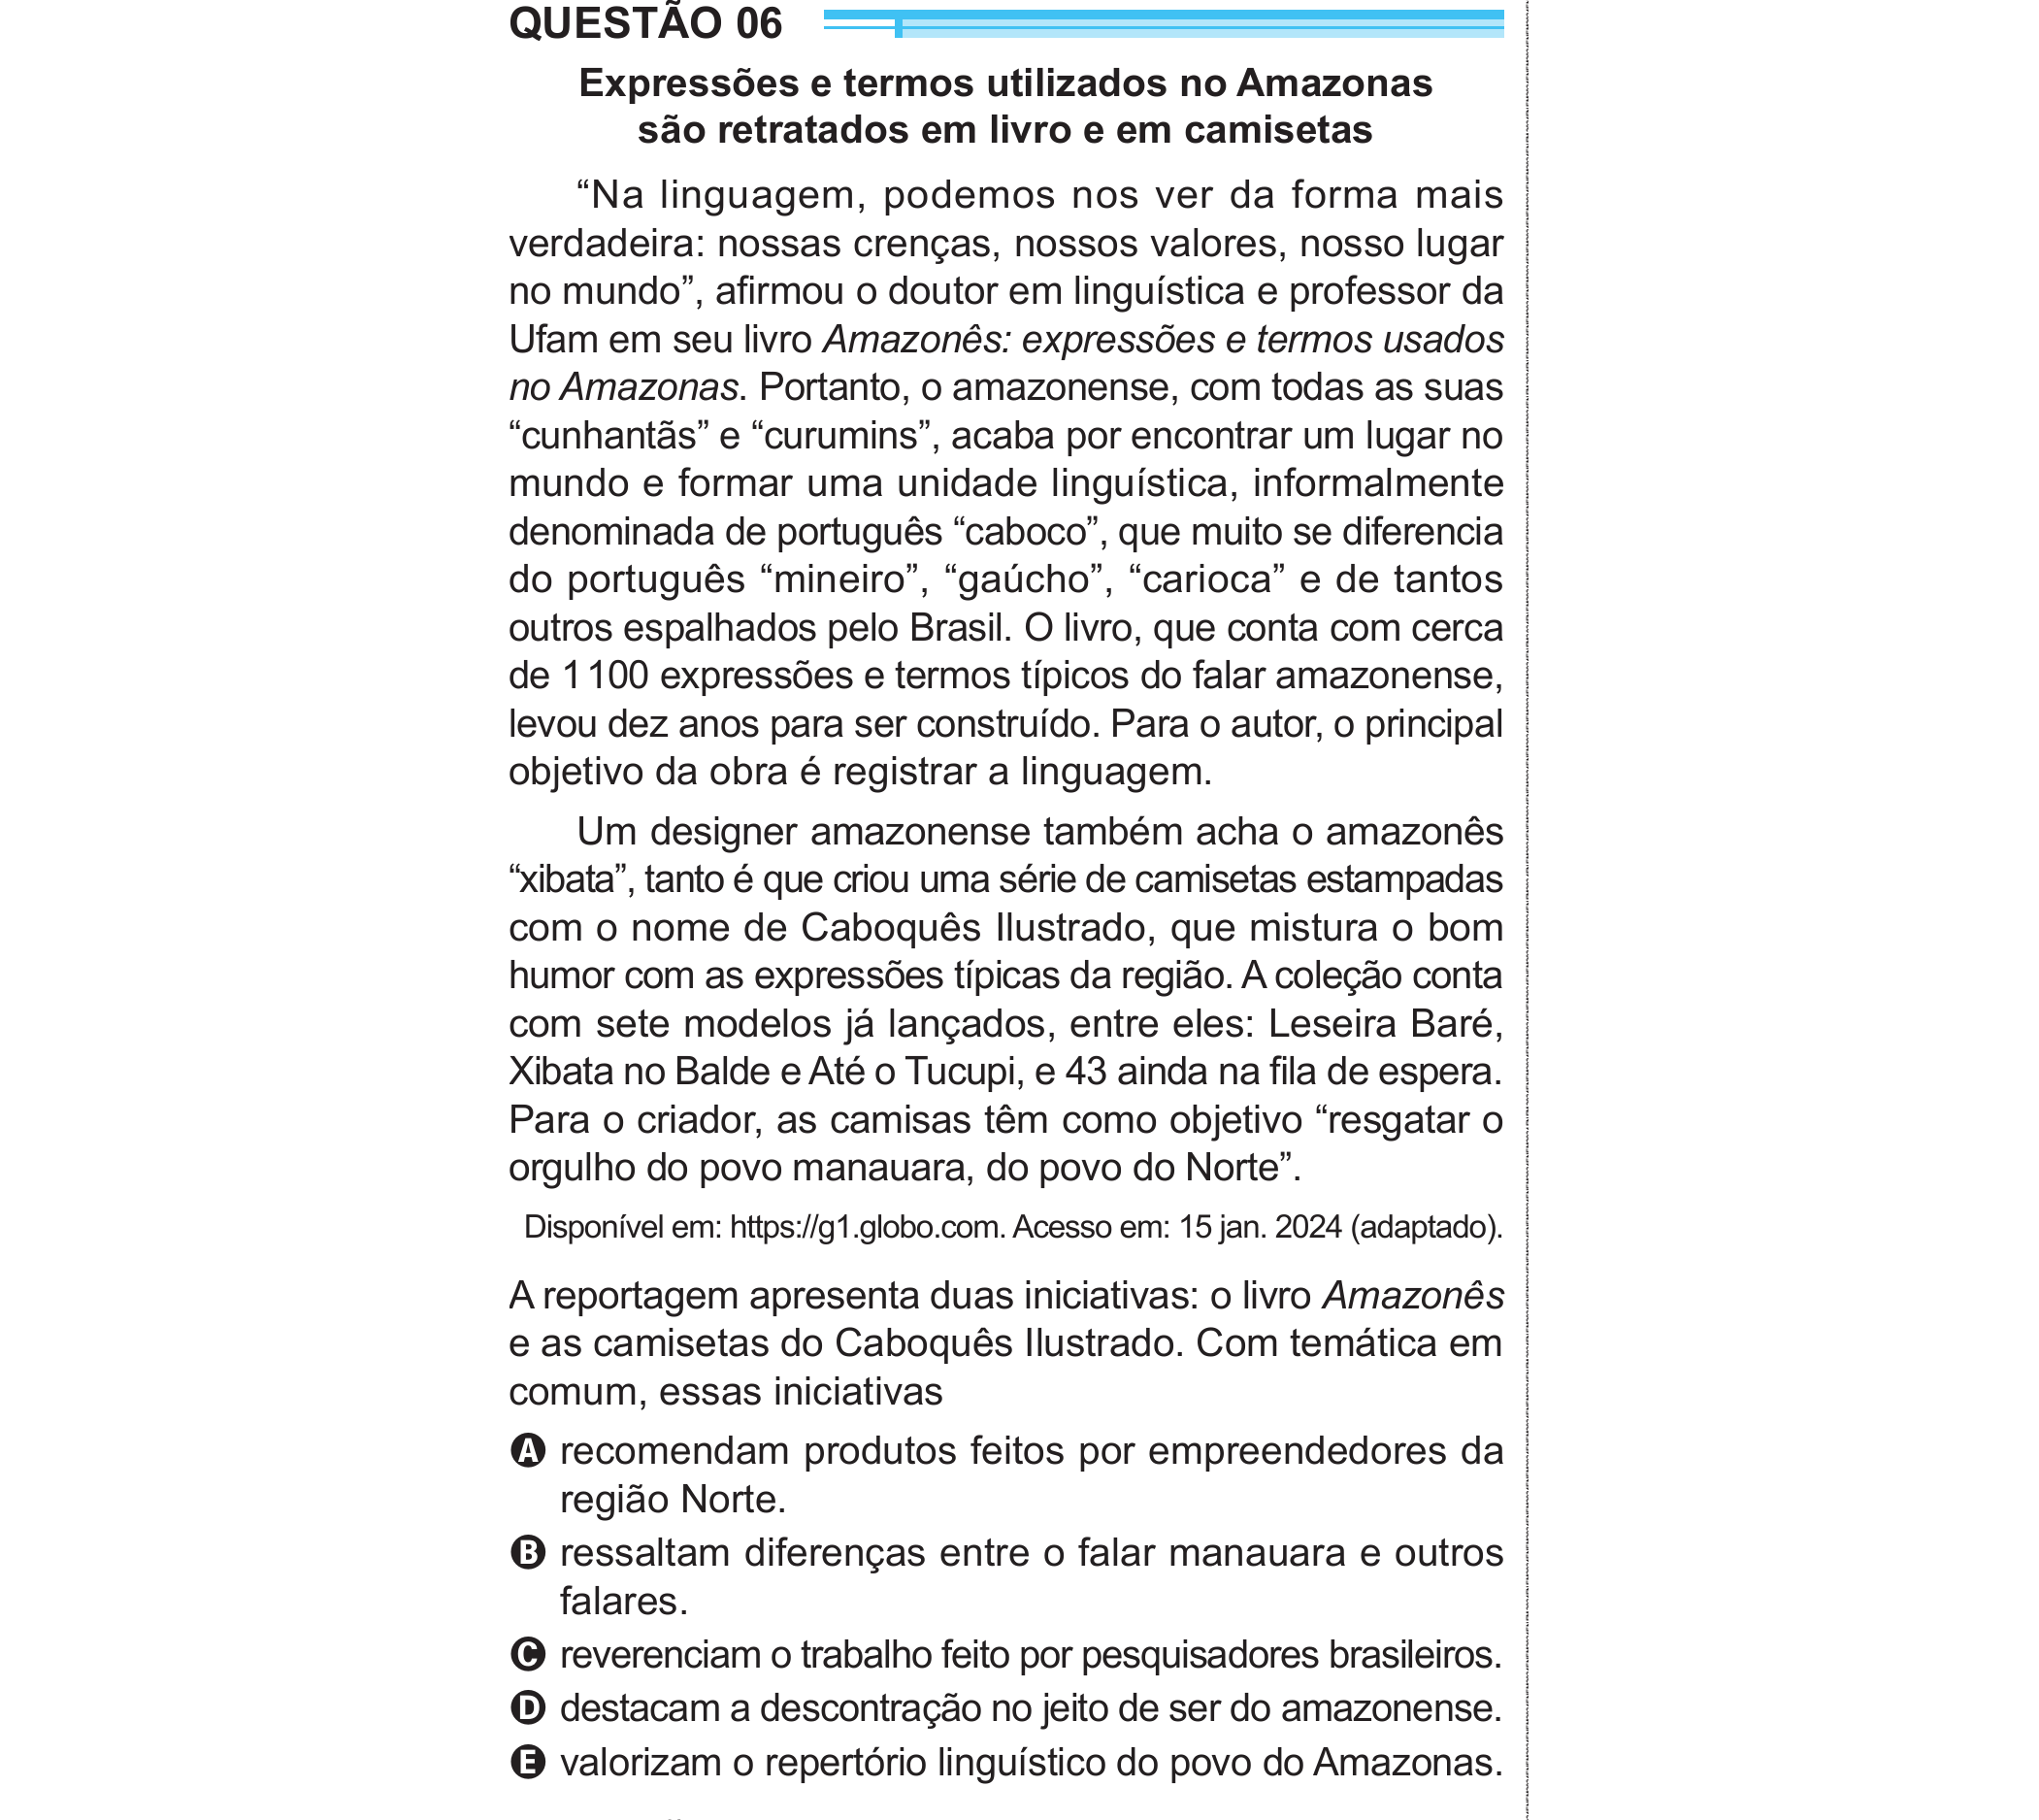 QUESTÃO 06
Expressões e termos utilizados no Amazonas
são retratados em livro e em camisetas
“Na linguagem, podemos nos ver da forma mais
verdadeira: nossas crenças, nossos valores, nosso lugar
no mundo”, afirmou o doutor em linguística e professor da
Ufam em seu livro Amazonês: expressões e termos usados
no Amazonas. Portanto, o amazonense, com todas as suas
“cunhantãs” e “curumins”, acaba por encontrar um lugar no
mundo e formar uma unidade linguística, informalmente
denominada de português “caboco”, que muito se diferencia
do português “mineiro”, “gaúcho”, “carioca” e de tantos
outros espalhados pelo Brasil. O livro, que conta com cerca
de 1 100 expressões e termos típicos do falar amazonense,
levou dez anos para ser construído. Para o autor, o principal
objetivo da obra é registrar a linguagem.
Um designer amazonense também acha o amazonês
“xibata”, tanto é que criou uma série de camisetas estampadas
com o nome de Caboquês Ilustrado, que mistura o bom
humor com as expressões típicas da região. A coleção conta
com sete modelos já lançados, entre eles: Leseira Baré,
Xibata no Balde e Até o Tucupi, e 43 ainda na fila de espera.
Para o criador, as camisas têm como objetivo “resgatar o
orgulho do povo manauara, do povo do Norte”.
Disponível em: https://g1.globo.com. Acesso em: 15 jan. 2024 (adaptado).
A reportagem apresenta duas iniciativas: o livro Amazonês
e as camisetas do Caboquês Ilustrado. Com temática em
comum, essas iniciativas
A recomendam produtos feitos por empreendedores da
região Norte.
B ressaltam diferenças entre o falar manauara e outros
falares.
C reverenciam o trabalho feito por pesquisadores brasileiros.
D destacam a descontração no jeito de ser do amazonense.
E valorizam o repertório linguístico do povo do Amazonas.